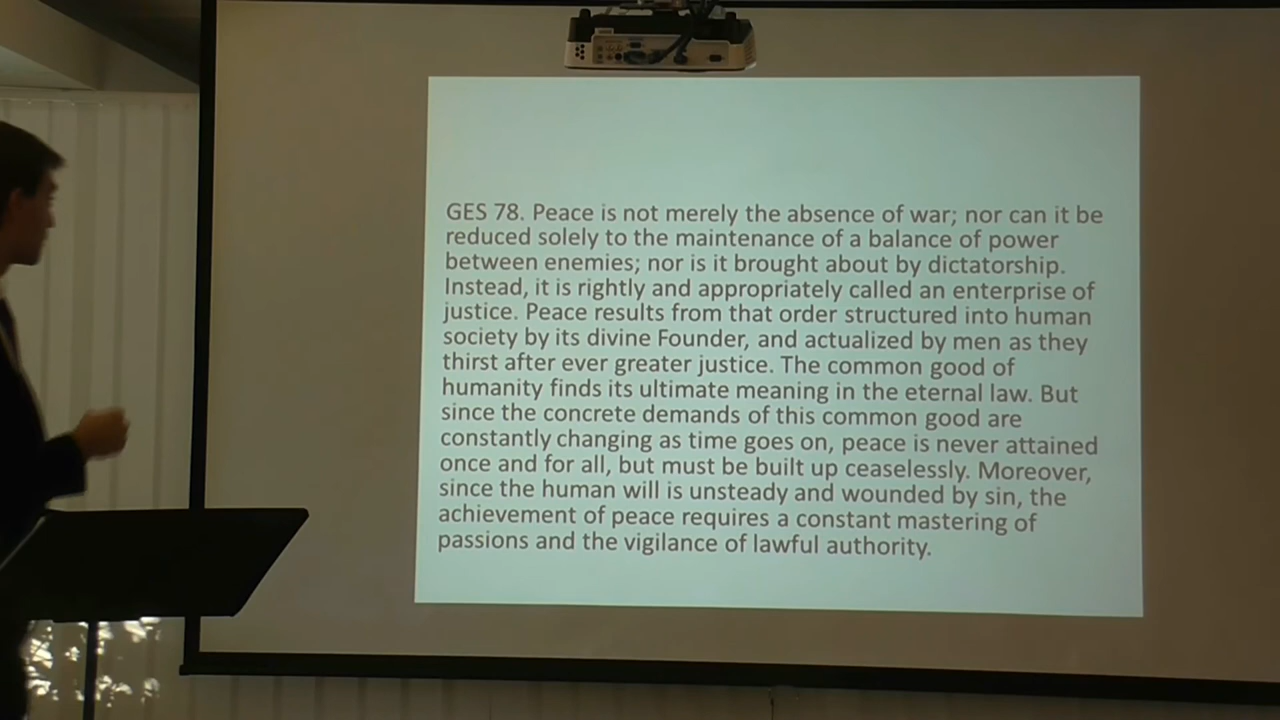 GES 78. Peace is not merely the absence of war; nor can it be
reduced solely to the maintenance of a balance of power
between enemies; nor is it brought about by dictatorship.
Instead, it is rightly and appropriately called an enterprise of
justice. Peace results from that order structured into human
society by its divine Founder, and actualized by men as they
thirst after ever greater justice. The common good of
humanity finds its ultimate meaning in the eternal law. But
since the concrete demands of this common good are
constantly changing as time goes on, peace is never attained
once and for all, but must be built up ceaselessly. Moreover,
since the human will is unsteady and wounded by sin, the
achievement of peace requires a constant mastering of
passions and the vigilance of lawful authority.